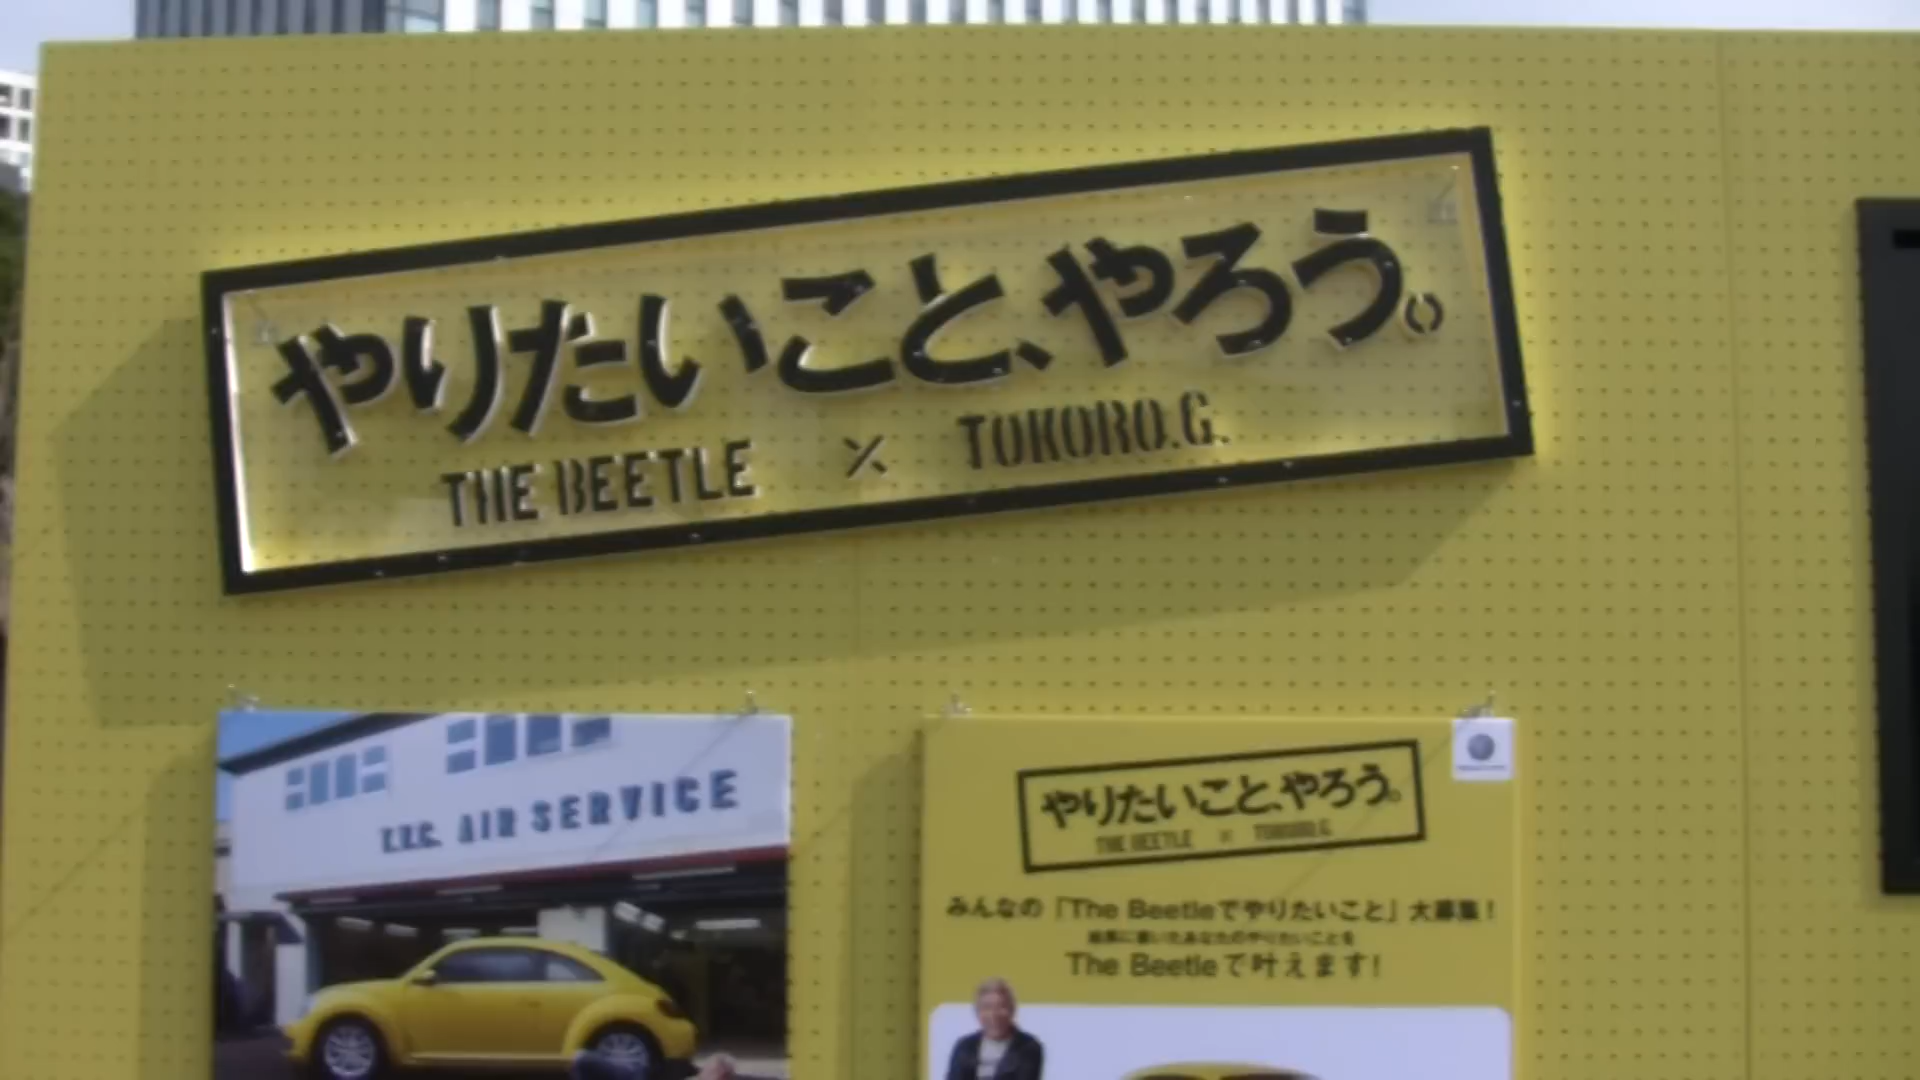 やりたいこと、やろう。
THE BEETLE × TOKORO.G.
AIR SERVICE
やりたいこと、やろう。
THE BEETLE × TOKORO.G.
みんなの「The Beetleでやりたいこと」大募集!
The Beetleで叶えます!